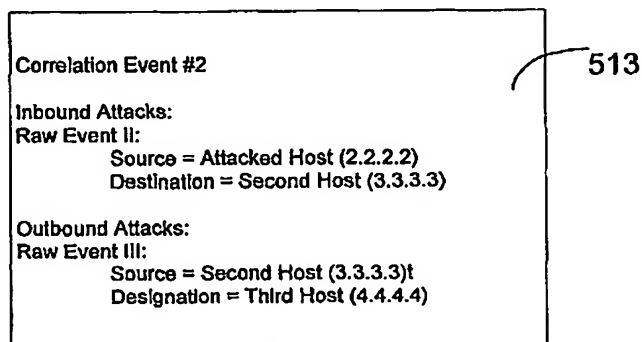 Correlation Event #2
513
Inbound Attacks:
Raw Event II:
Source = Attacked Host (2.2.2.2)
Destination = Second Host (3.3.3.3)
Outbound Attacks:
Raw Event III:
Source = Second Host (3.3.3.3)t
Designation = Third Host (4.4.4.4)